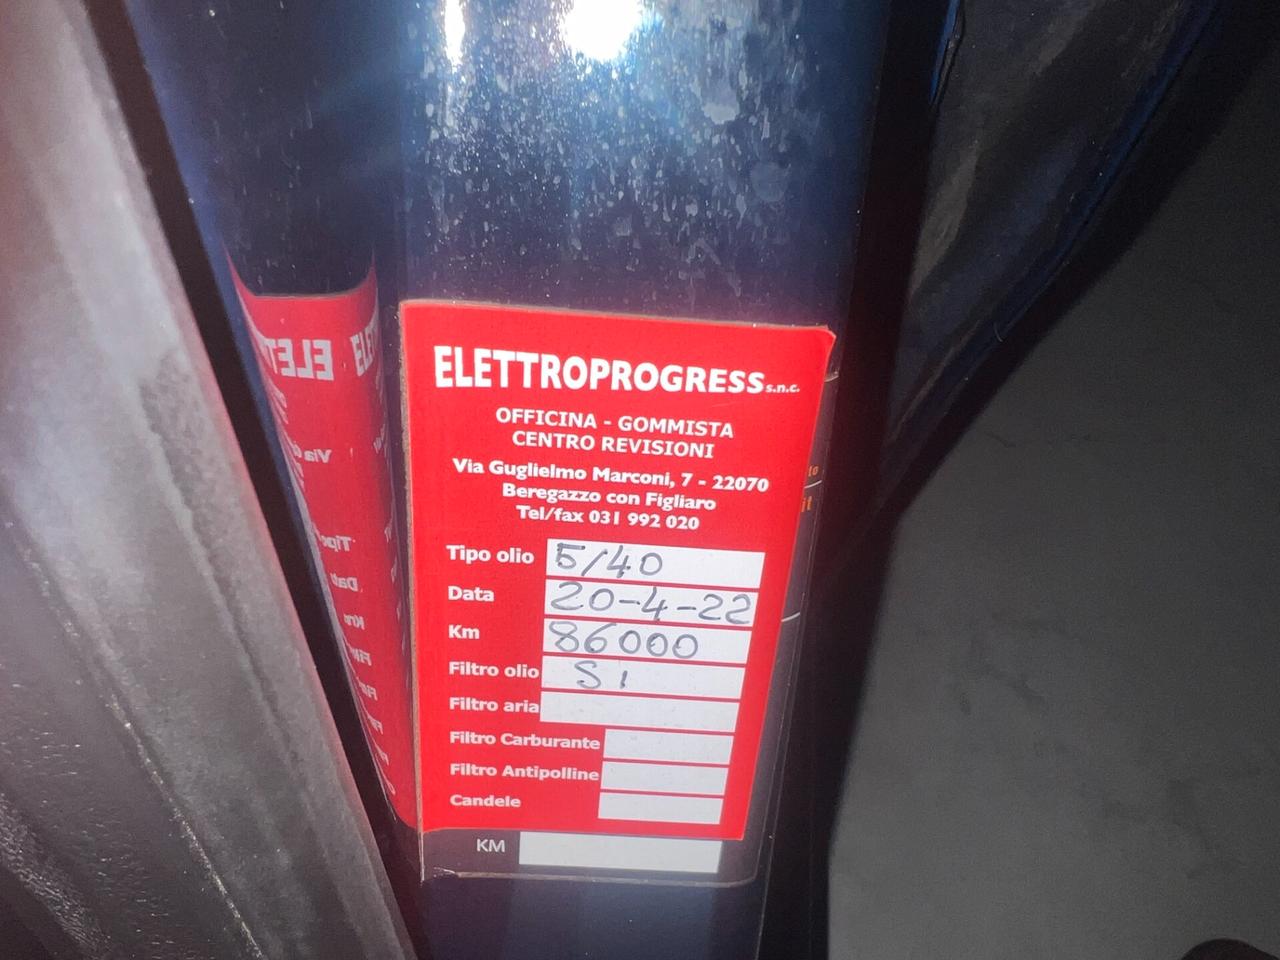 ELETTROPROGRESS s.n.c.
OFFICINA - GOMMISTA
CENTRO REVISIONI
Via Guglielmo Marconi, 7 - 22070
Beregazzo con Figliaro
Tel/fax 031 992 020
Tipo olio 5/40
Data 20-4-22
Km 86000
Filtro olio Si
Filtro aria
Filtro Carburante
Filtro Antipolline
Candele
KM